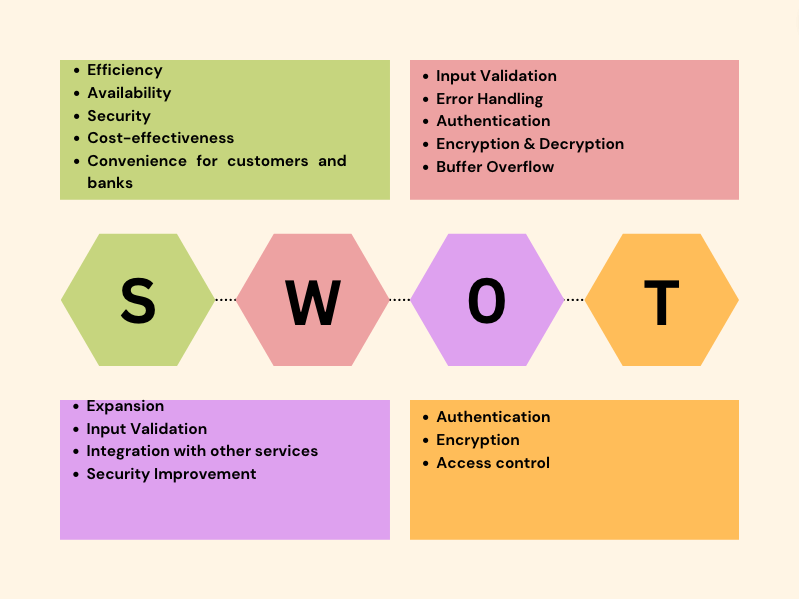 • Efficiency
• Availability
• Security
• Cost-effectiveness
• Convenience for customers and
banks
• Input Validation
• Error Handling
• Authentication
• Encryption & Decryption
• Buffer Overflow
S W O T
• Expansion
• Input Validation
• Integration with other services
• Security Improvement
• Authentication
• Encryption
• Access control